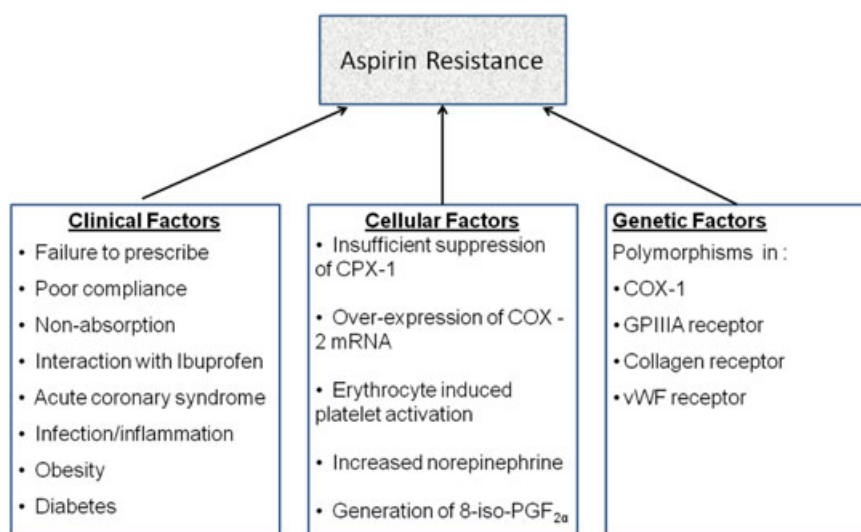 Aspirin Resistance
Clinical Factors
• Failure to prescribe
• Poor compliance
• Non-absorption
• Interaction with Ibuprofen
• Acute coronary syndrome
• Infection/inflammation
• Obesity
• Diabetes
Cellular Factors
• Insufficient suppression
of CPX-1
• Over-expression of COX -
2 mRNA
• Erythrocyte induced
platelet activation
• Increased norepinephrine
• Generation of 8-iso-PGF2α
Genetic Factors
Polymorphisms in :
•COX-1
•GPIIIA receptor
•Collagen receptor
•vWF receptor